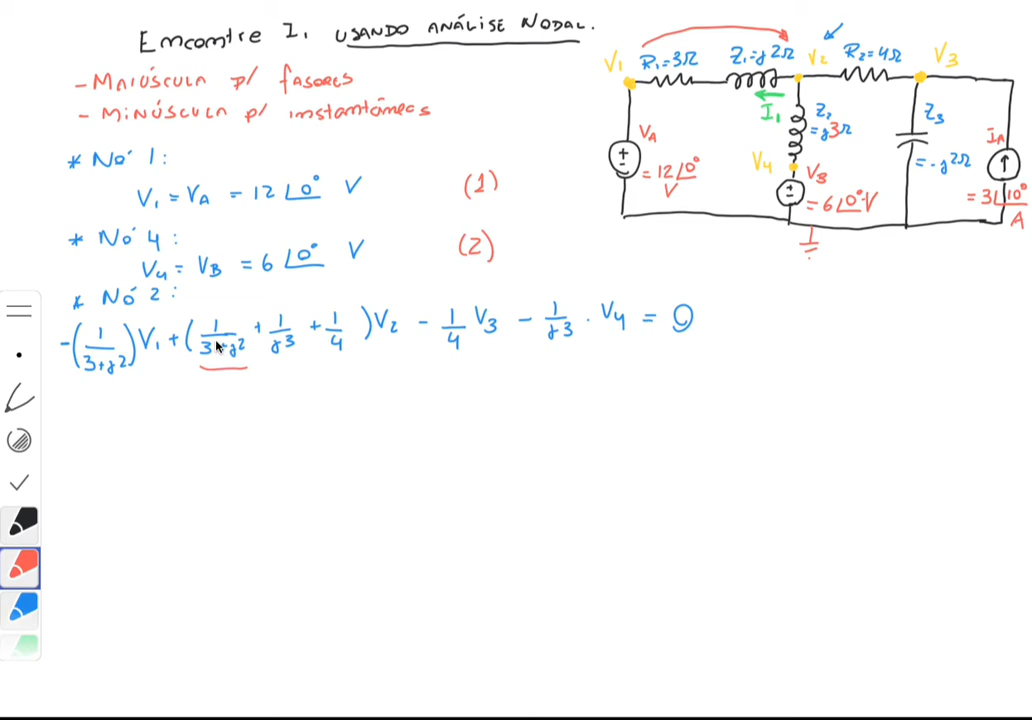 Encontre I₁ USANDO ANÁLISE NODAL.
- MAIÚSCULA p/ fasores
- MINÚSCULA p/ instantâneos
* Nó 1:
V₁ = VA = 12 ∠0° V (1)
* Nó 4:
V₄ = VB = 6 ∠0° V (2)
* Nó 2:
-(1/(3+j2))V₁ + (1/(3+j2) + 1/j3 + 1/4)V₂ - 1/4 V₃ - 1/j3 . V₄ = 0
V₁ R₁=3Ω Z₁=j2Ω V₂ R₂=4Ω V₃
I₁ Z₂ =j3Ω Z₃ =-j2Ω
VA = 12∠0° V
V₄ VB = 6∠0° V
IA = 3∠10° A